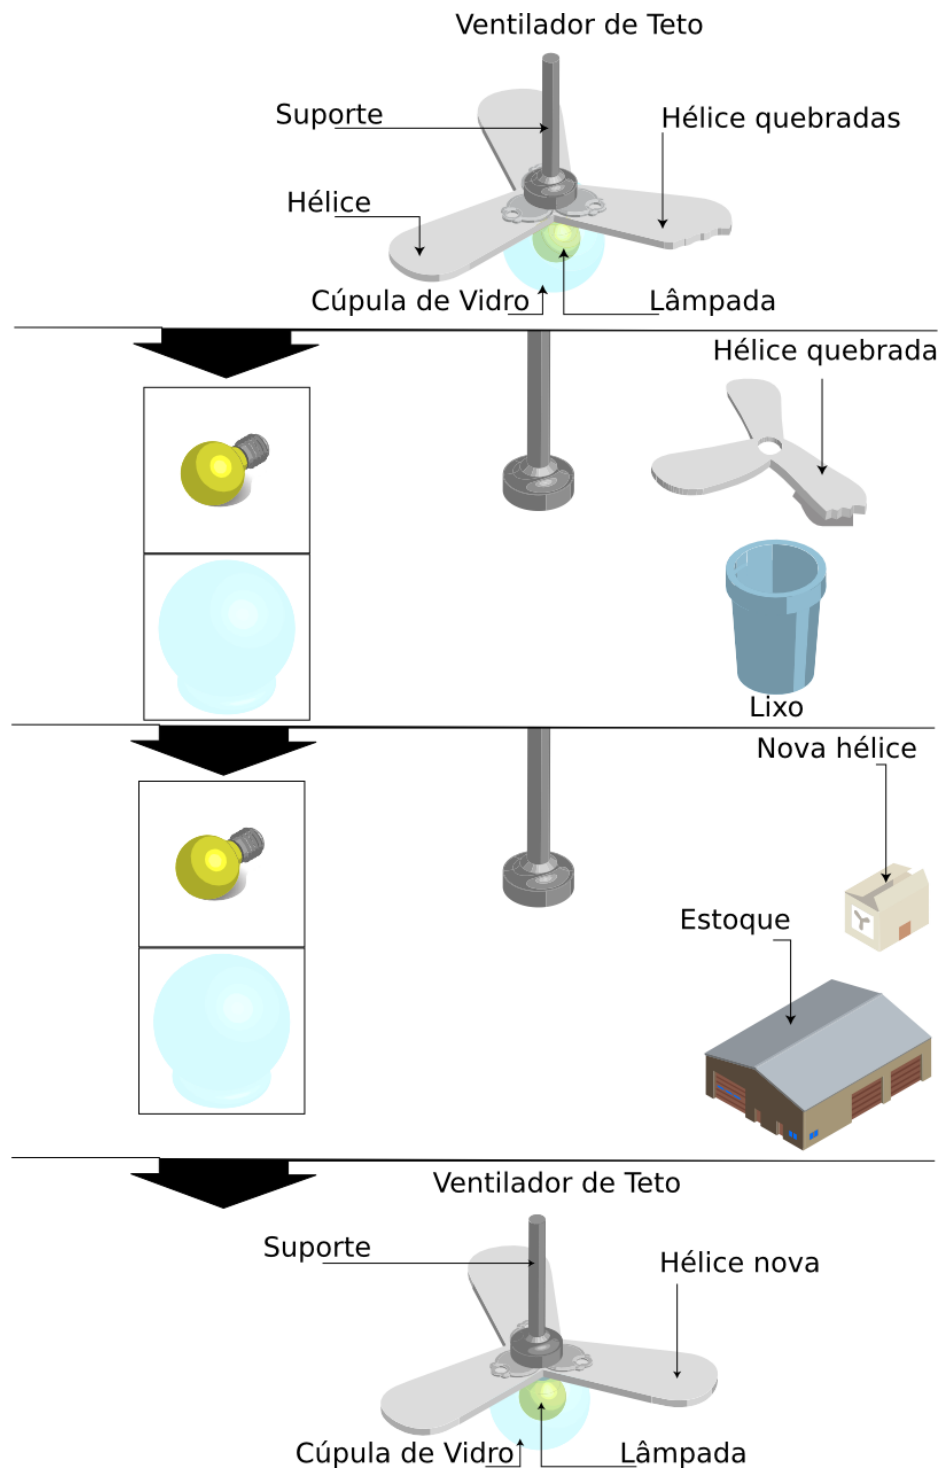 Ventilador de Teto
Suporte
Hélice quebradas
Hélice
Cúpula de Vidro
Lâmpada
Hélice quebrada
Lixo
Nova hélice
Estoque
Ventilador de Teto
Suporte
Hélice nova
Cúpula de Vidro
Lâmpada